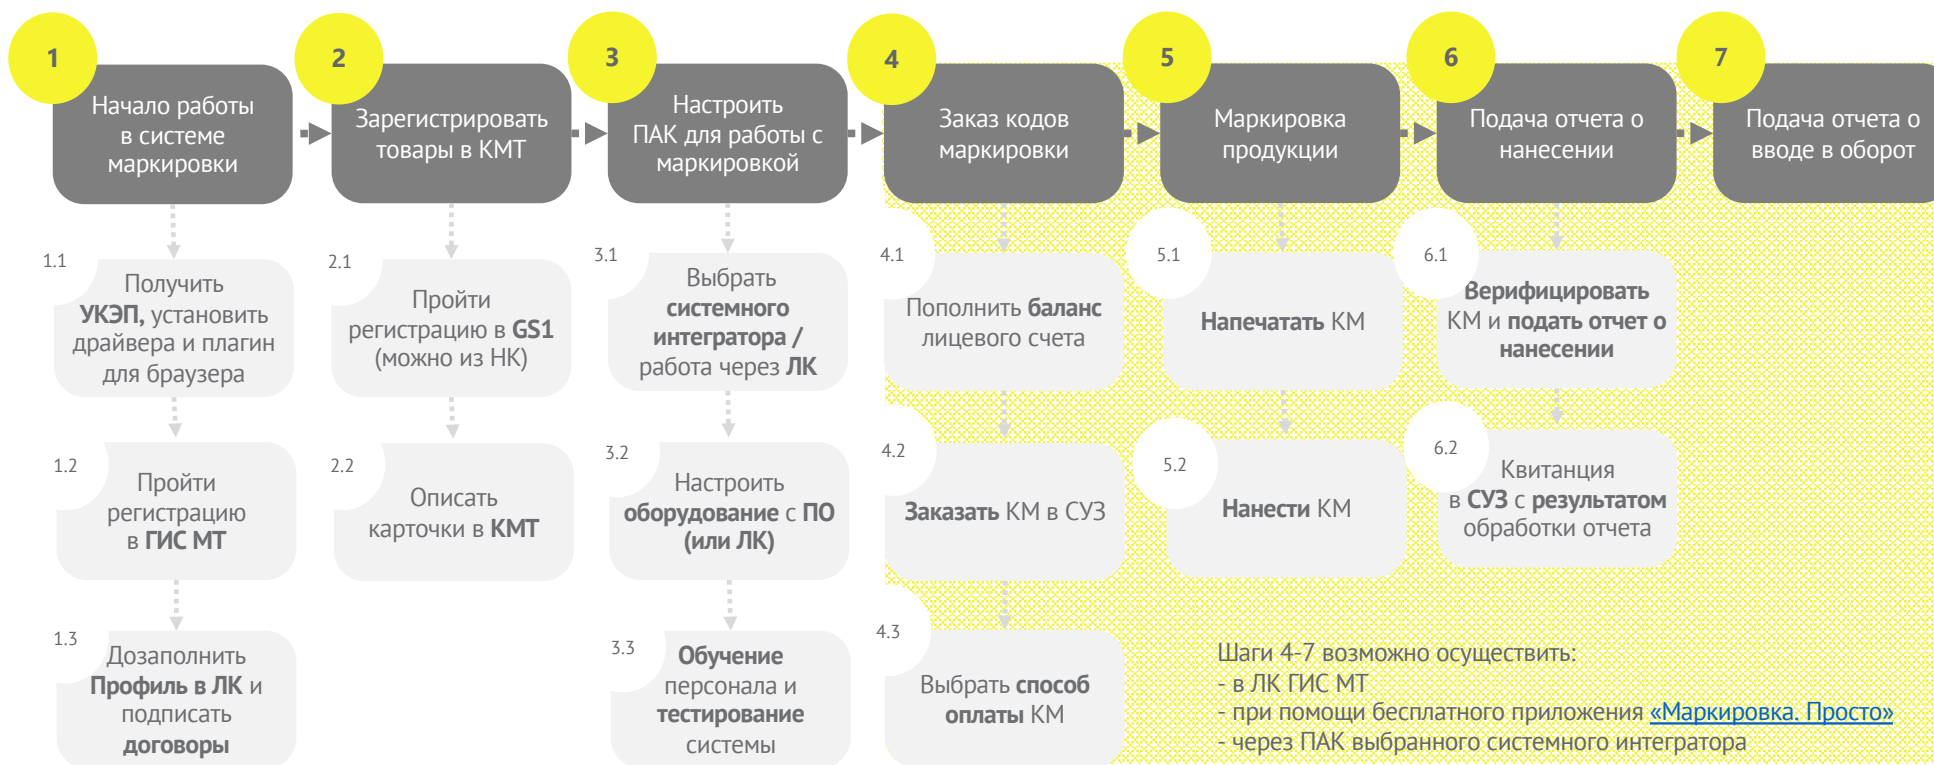 1
Начало работы
в системе
маркировки
2
Зарегистрировать
товары в КМТ
3
Настроить
ПАК для работы с
маркировкой
4
Заказ кодов
маркировки
5
Маркировка
продукции
6
Подача отчета о
нанесении
7
Подача отчета о
вводе в оборот
1.1
Получить
УКЭП, установить
драйвера и плагин
для браузера
1.2
Пройти
регистрацию
в ГИС МТ
1.3
Дозаполнить
Профиль в ЛК и
подписать
договоры
2.1
Пройти
регистрацию в GS1
(можно из НК)
2.2
Описать
карточки в КМТ
3.1
Выбрать
системного
интегратора /
работа через ЛК
3.2
Настроить
оборудование с ПО
(или ЛК)
3.3
Обучение
персонала и
тестирование
системы
4.1
Пополнить баланс
лицевого счета
4.2
Заказать КМ в СУЗ
4.3
Выбрать способ
оплаты КМ
5.1
Напечатать КМ
5.2
Нанести КМ
6.1
Верифицировать
КМ и подать отчет о
нанесении
6.2
Квитанция
в СУЗ с результатом
обработки отчета
Шаги 4-7 возможно осуществить:
- в ЛК ГИС МТ
- при помощи бесплатного приложения «Маркировка. Просто»
- через ПАК выбранного системного интегратора